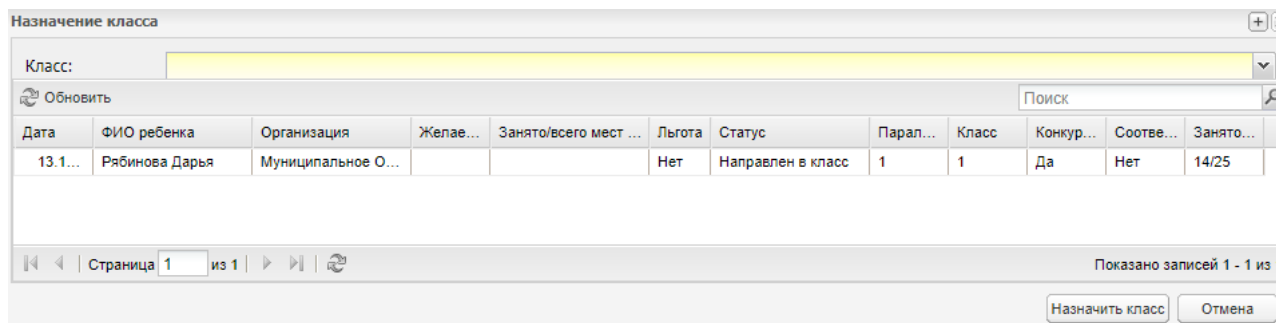 Назначение класса
Класс:
Обновить Поиск
Дата ФИО ребенка Организация Желае... Занято/всего мест ... Льгота Статус Парал... Класс Конкур... Соотве... Занято...
13.1... Рябинова Дарья Муниципальное О... Нет Направлен в класс 1 1 Да Нет 14/25
Страница 1 из 1 Показано записей 1 - 1 из
Назначить класс Отмена